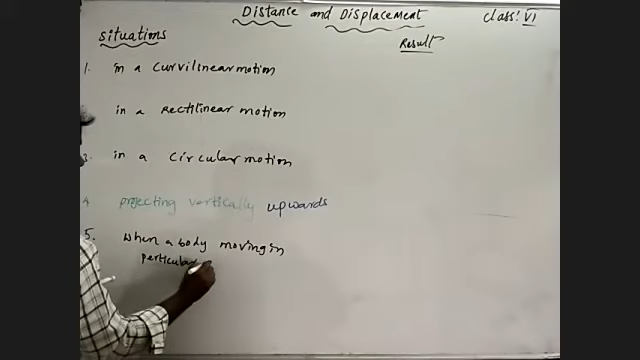 Distance and Displacement
Class: VI
Situations
Result
1. in a curvilinear motion
in a Rectilinear motion
3. in a circular motion
4. projecting vertically upwards
5. When a body moving in
perticular